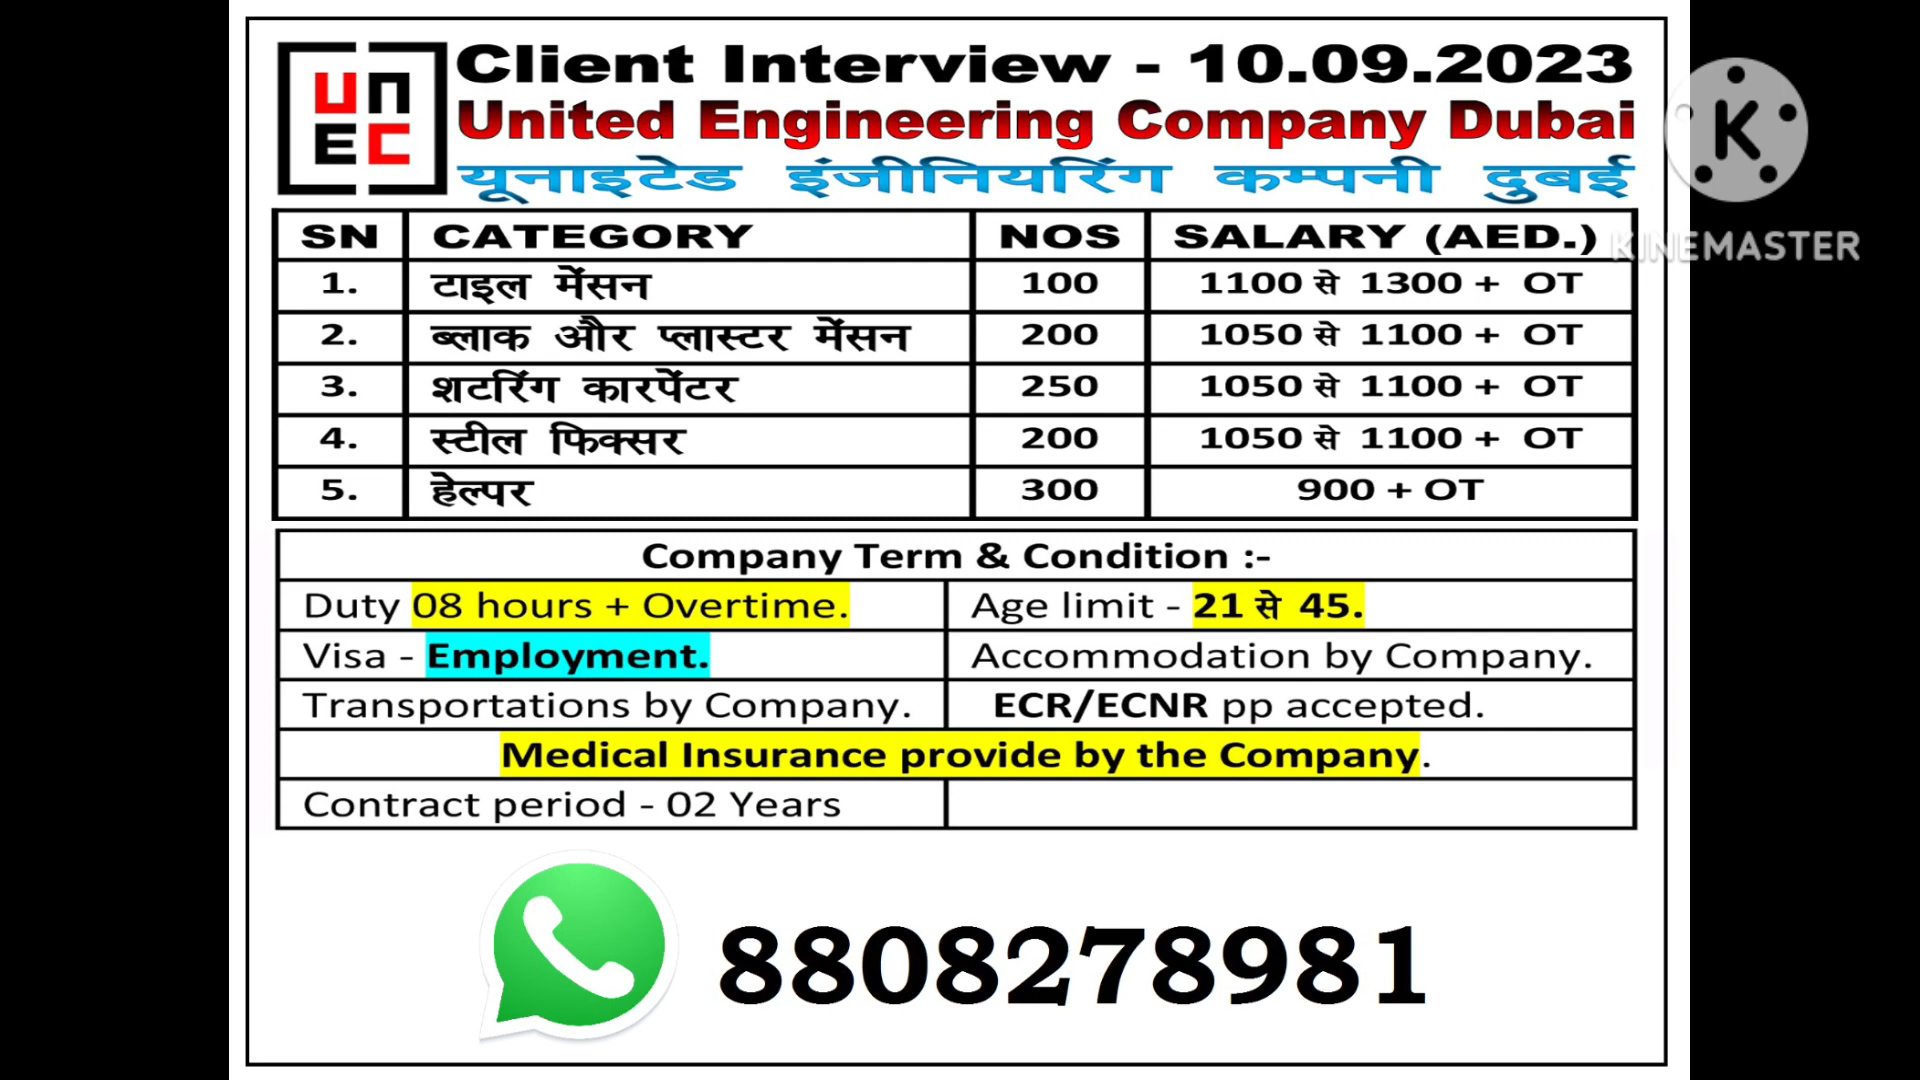 UN
EC
Client Interview - 10.09.2023
United Engineering Company Dubai
यूनाइटेड इंजीनियरिंग कम्पनी दुबई
K
KINEMASTER
SN CATEGORY NOS SALARY (AED.)
1. टाइल मेंसन 100 1100 से 1300 + OT
2. ब्लाक और प्लास्टर मेंसन 200 1050 से 1100 + OT
3. शटरिंग कारपेंटर 250 1050 से 1100 + OT
4. स्टील फिक्सर 200 1050 से 1100 + OT
5. हेल्पर 300 900 + OT
Company Term & Condition :-
Duty 08 hours + Overtime. Age limit - 21 से 45.
Visa - Employment. Accommodation by Company.
Transportations by Company. ECR/ECNR pp accepted.
Medical Insurance provide by the Company.
Contract period - 02 Years
8808278981